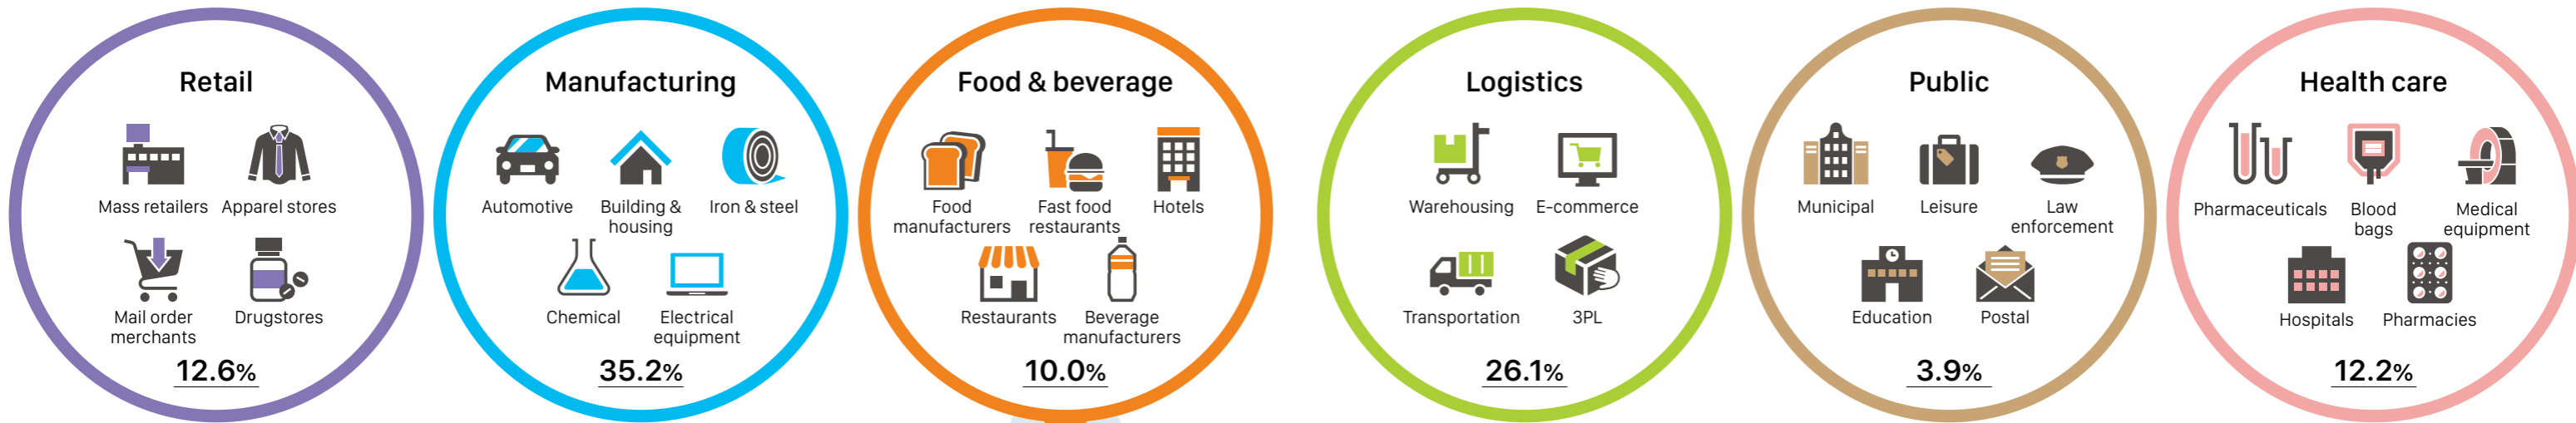 Retail
Mass retailers
Apparel stores
Mail order
merchants
Drugstores
12.6%
Manufacturing
Automotive
Building &
housing
Iron & steel
Chemical
Electrical
equipment
35.2%
Food & beverage
Food
manufacturers
Fast food
restaurants
Hotels
Restaurants
Beverage
manufacturers
10.0%
Logistics
Warehousing
E-commerce
Transportation
3PL
26.1%
Public
Municipal
Leisure
Law
enforcement
Education
Postal
3.9%
Health care
Pharmaceuticals
Blood
bags
Medical
equipment
Hospitals
Pharmacies
12.2%